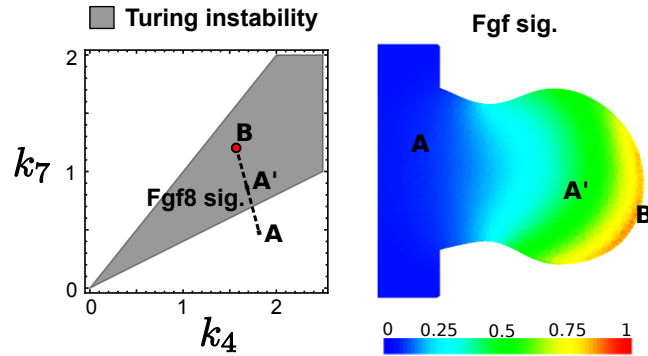 Turing instability
2
B
k₇
1
A'
Fgf8 sig.
A
0
0
1
2
k₄
Fgf sig.
A
A'
B
0 0.25 0.5 0.75 1